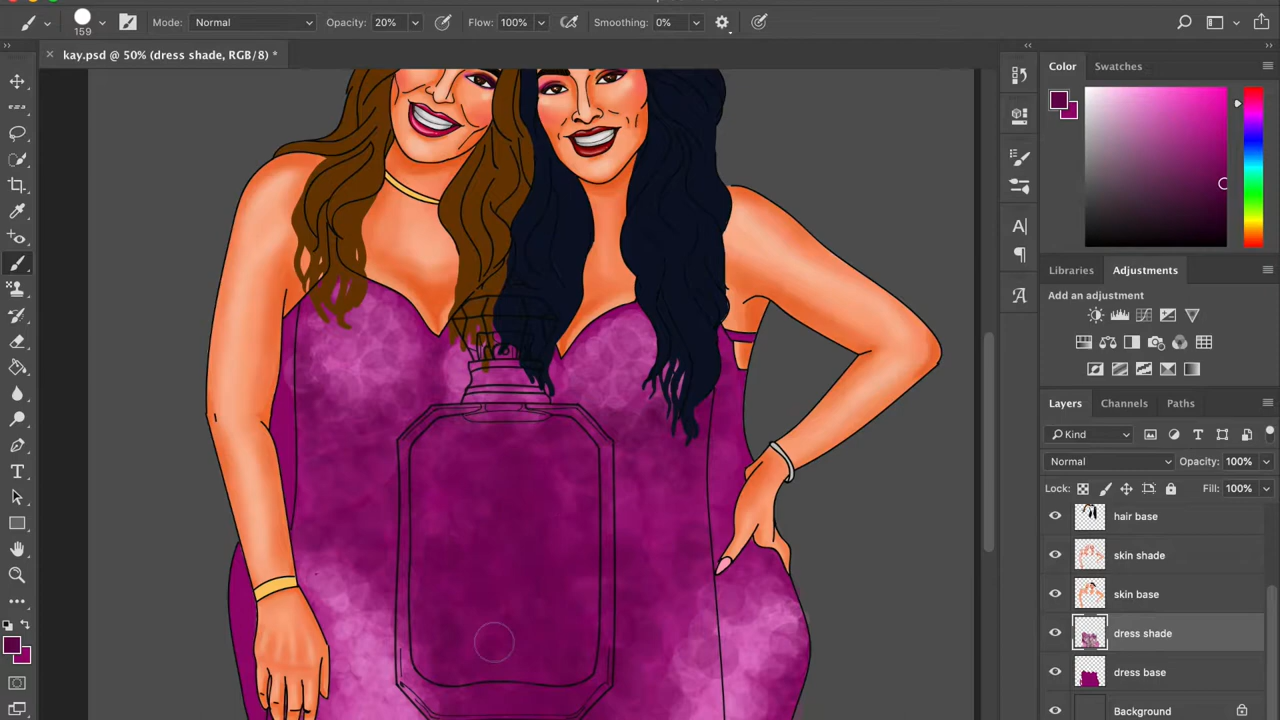 159 Mode: Normal Opacity: 20% Flow: 100% Smoothing: 0%
kay.psd @ 50% (dress shade, RGB/8) *
Color Swatches
Libraries Adjustments
Add an adjustment
Layers Channels Paths
Kind
Normal Opacity: 100%
Lock: Fill: 100%
hair base
skin shade
skin base
dress shade
dress base
Background